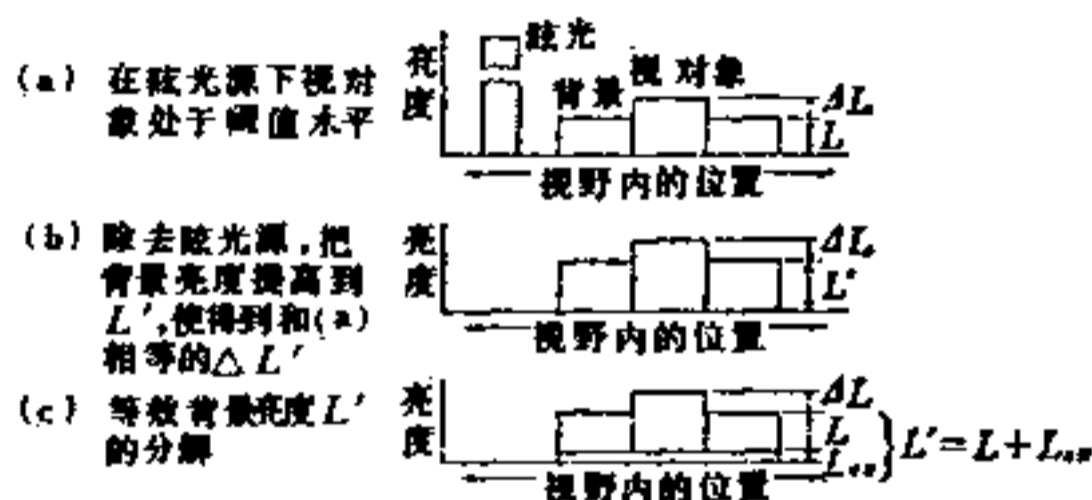 (a) 在眩光源下视对
象处于阈值水平
亮度
眩光
背景
视对象
ΔL
L
视野内的位置
(b) 除去眩光源,把
背景亮度提高到
L′,使得到和(a)
相等的△L′
亮度
L′
视野内的位置
(c) 等效背景亮度L′
的分解
亮度
ΔL
L
视野内的位置